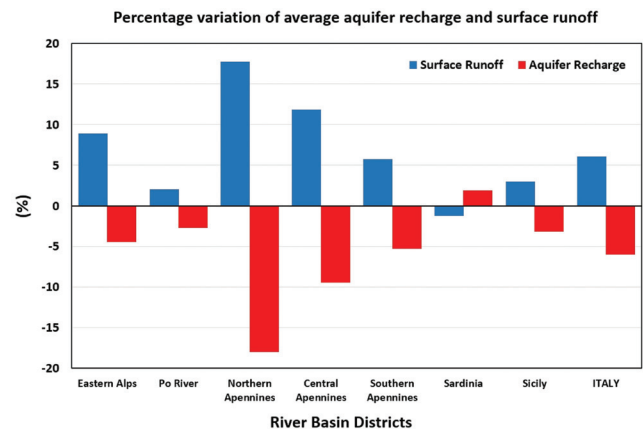 Percentage variation of average aquifer recharge and surface runoff
20
15
10
5
0
-5
-10
-15
-20
(%)
Surface Runoff
Aquifer Recharge
Eastern Alps
Po River
Northern
Apennines
Central
Apennines
Southern
Apennines
Sardinia
Sicily
ITALY
River Basin Districts